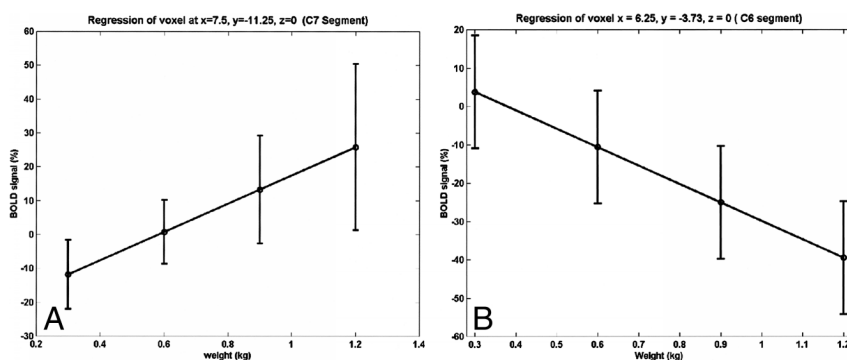 Regression of voxel at x=7.5, y=-11.25, z=0 (C7 Segment)
60
50
40
30
20
10
0
-10
-20
-30
BOLD signal (%)
0.2 0.4 0.6 0.8 1 1.2 1.4
weight (kg)
A
Regression of voxel x = 6.25, y = -3.73, z = 0 ( C6 segment)
20
10
0
-10
-20
-30
-40
-50
-60
BOLD signal (%)
0.3 0.4 0.5 0.6 0.7 0.8 0.9 1 1.1 1.2
Weight (kg)
B